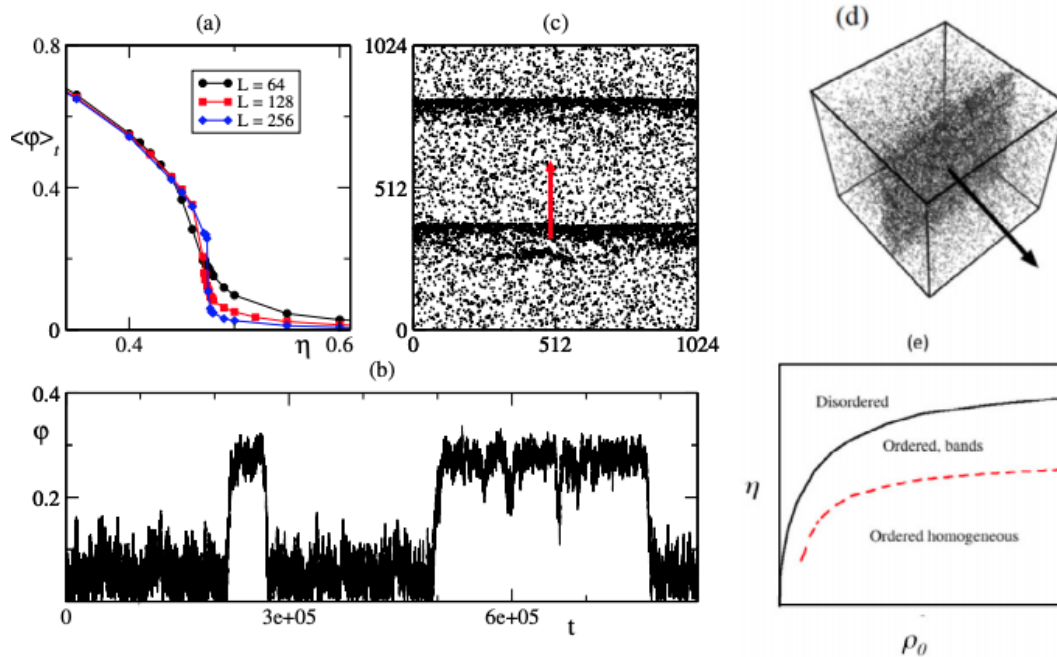 (a)
0.8
<φ>t
0.4
0
0.4
η
0.6
L = 64
L = 128
L = 256
(c)
1024
512
0
0
512
1024
(d)
(b)
0.4
φ
0.2
0
3e+05
6e+05
t
(e)
Disordered
Ordered, bands
η
Ordered homogeneous
ρ0